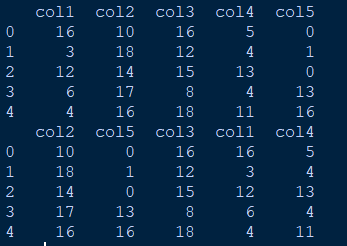 col1 col2 col3 col4 col5
0 16 10 16 5 0
1 3 18 12 4 1
2 12 14 15 13 0
3 6 17 8 4 13
4 4 16 18 11 16
col2 col5 col3 col1 col4
0 10 0 16 16 5
1 18 1 12 3 4
2 14 0 15 12 13
3 17 13 8 6 4
4 16 16 18 4 11